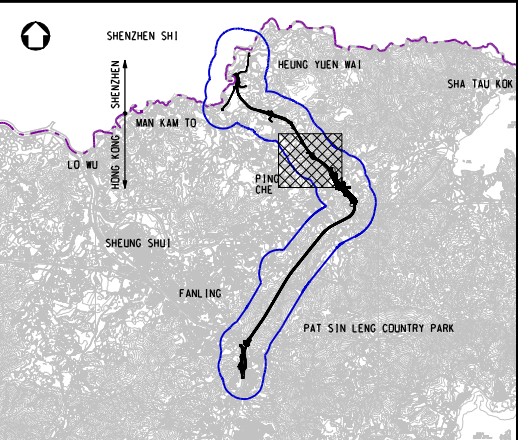 SHENZHEN SHI
HEUNG YUEN WAI
SHENZHEN
SHA TAU KOK
MAN KAM TO
HONG KONG
LO WU
PING
CHE
SHEUNG SHUI
FANLING
PAT SIN LENG COUNTRY PARK